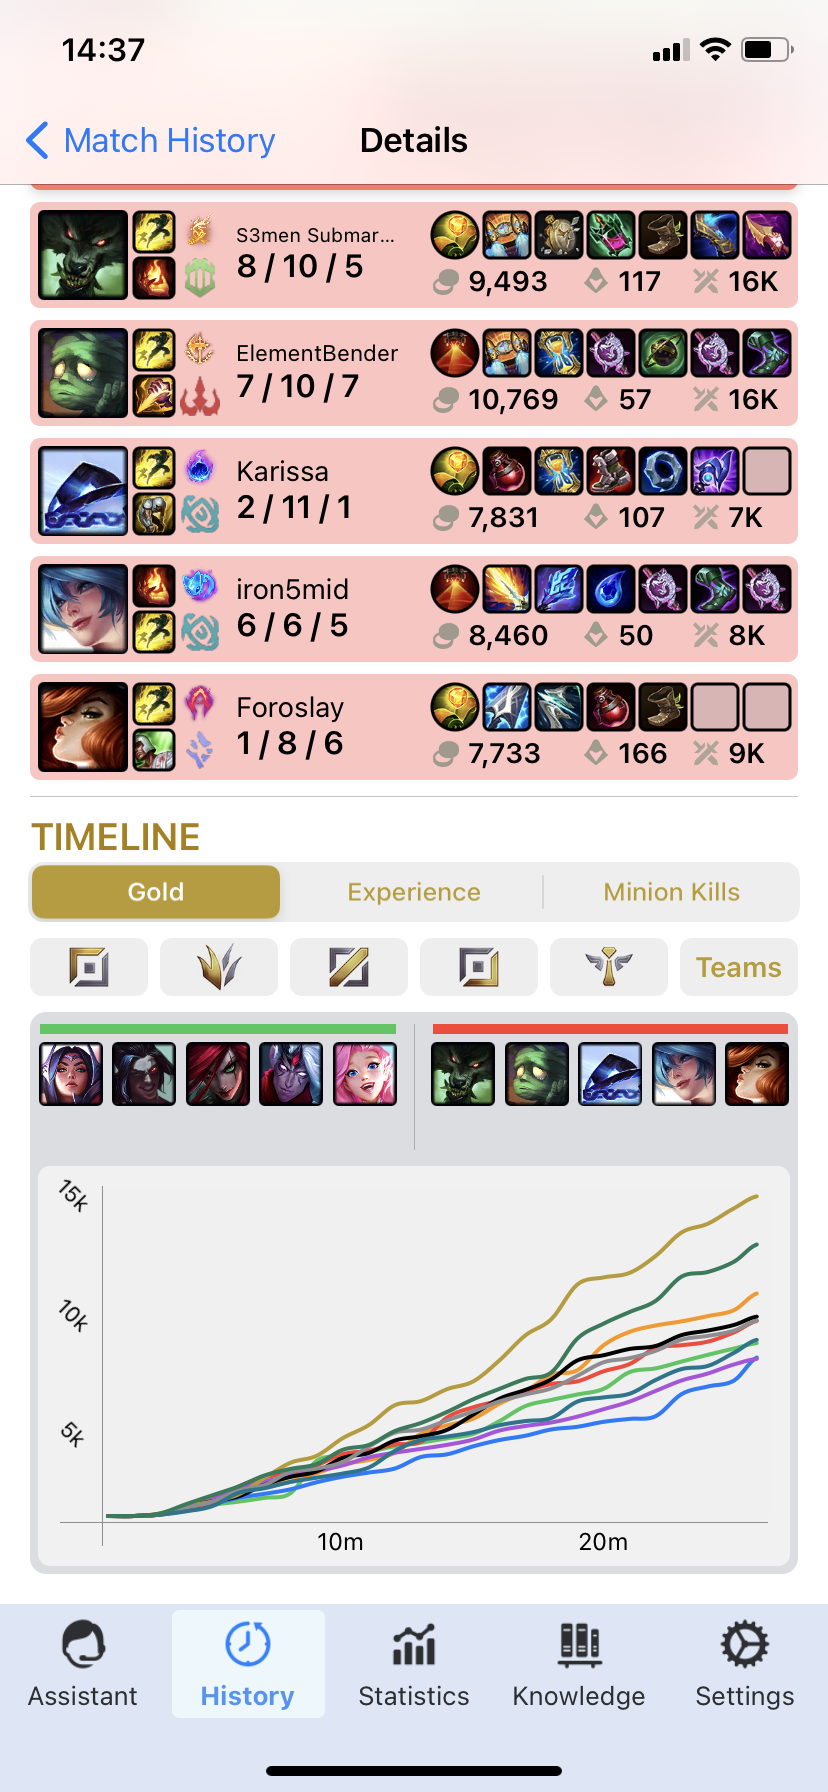 14:37
Match History
Details
S3men Submar...
8 / 10 / 5
9,493
117
16K
ElementBender
7 / 10 / 7
10,769
57
16K
Karissa
2 / 11 / 1
7,831
107
7K
iron5mid
6 / 6 / 5
8,460
50
8K
Foroslay
1 / 8 / 6
7,733
166
9K
TIMELINE
Gold
Experience
Minion Kills
Teams
15k
10k
5k
10m
20m
Assistant
History
Statistics
Knowledge
Settings